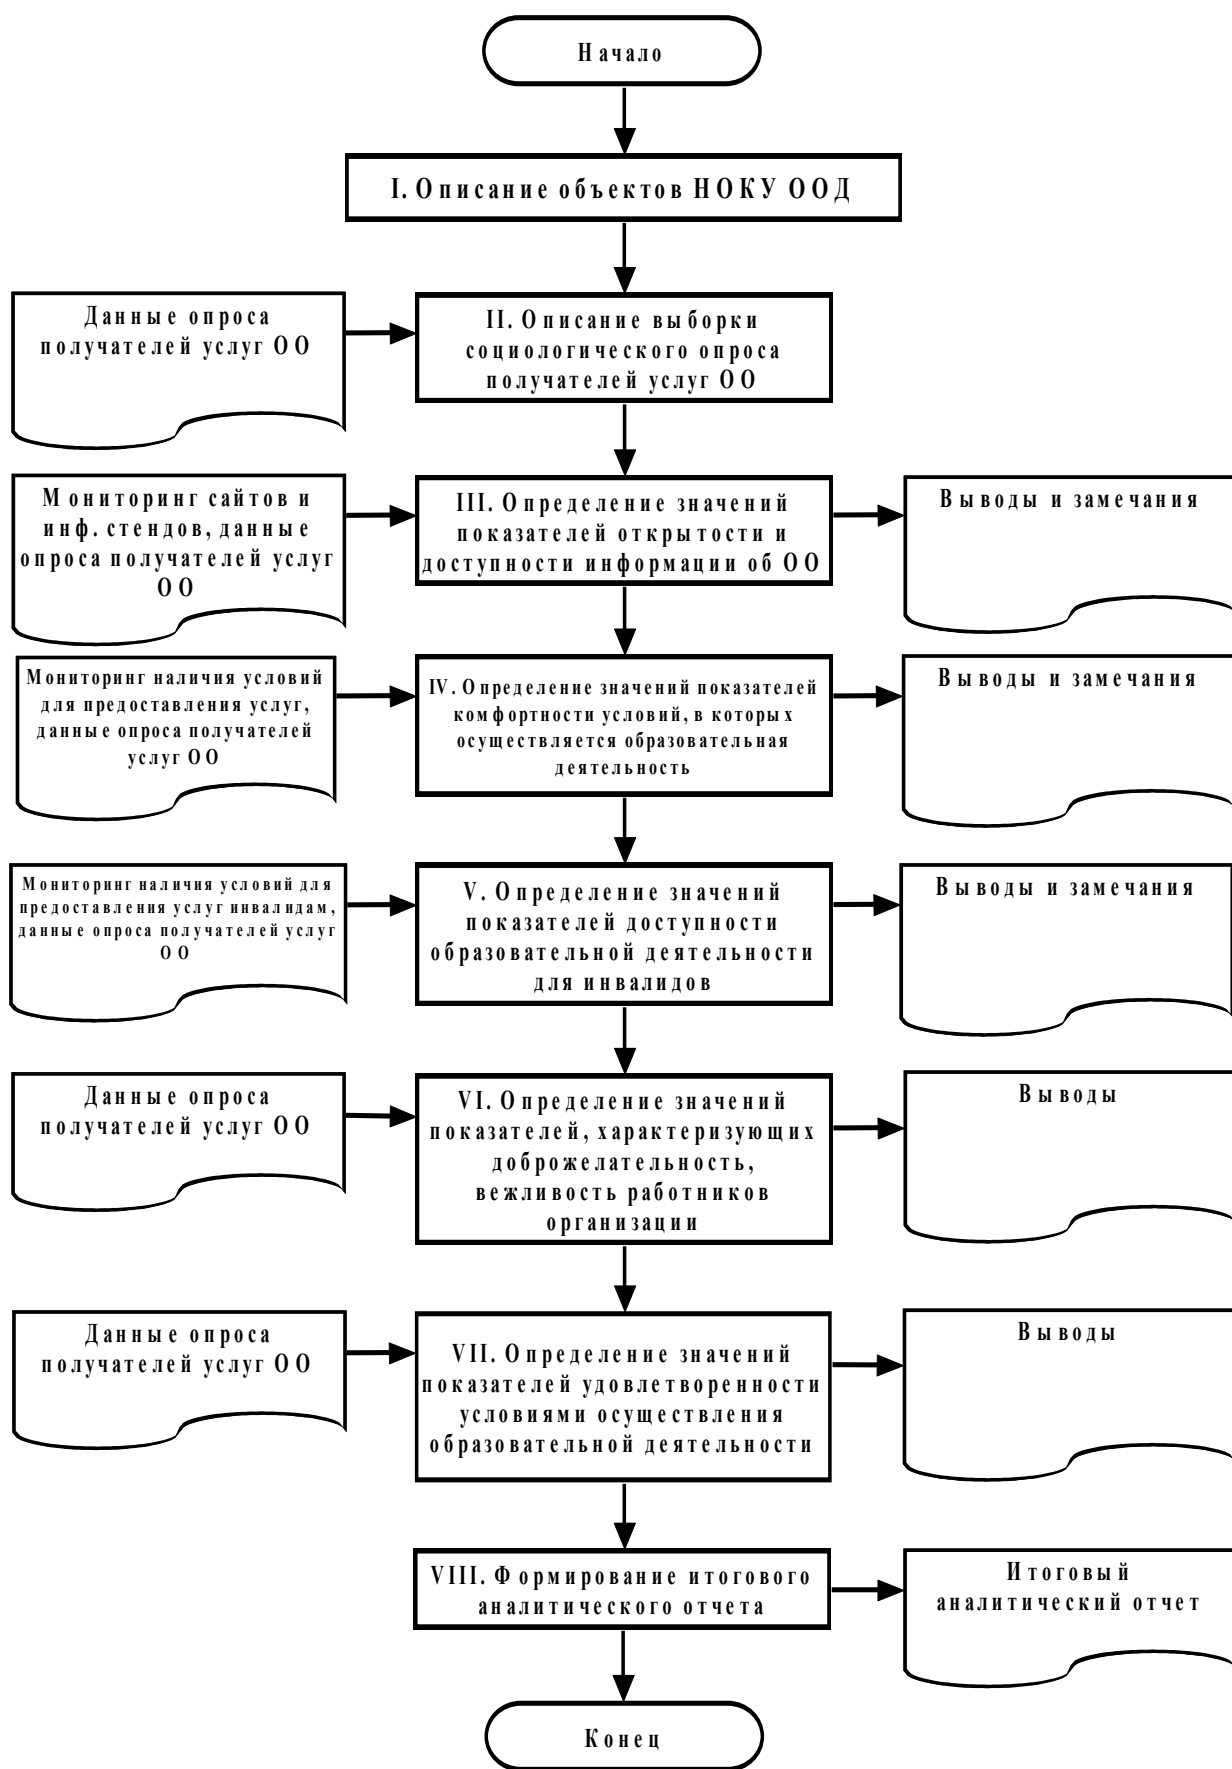 Начало
I. Описание объектов НОКУ ООД
Данные опроса
получателей услуг ОО
II. Описание выборки
социологического опроса
получателей услуг ОО
Мониторинг сайтов и
инф. стендов, данные
опроса получателей услуг
ОО
III. Определение значений
показателей открытости и
доступности информации об ОО
Выводы и замечания
Мониторинг наличия условий
для предоставления услуг,
данные опроса получателей
услуг ОО
IV. Определение значений показателей
комфортности условий, в которых
осуществляется образовательная
деятельность
Выводы и замечания
Мониторинг наличия условий для
предоставления услуг инвалидам,
данные опроса получателей услуг
ОО
V. Определение значений
показателей доступности
образовательной деятельности
для инвалидов
Выводы и замечания
Данные опроса
получателей услуг ОО
VI. Определение значений
показателей, характеризующих
доброжелательность,
вежливость работников
организации
Выводы
Данные опроса
получателей услуг ОО
VII. Определение значений
показателей удовлетворенности
условиями осуществления
образовательной деятельности
Выводы
VIII. Формирование итогового
аналитического отчета
Итоговый
аналитический отчет
Конец